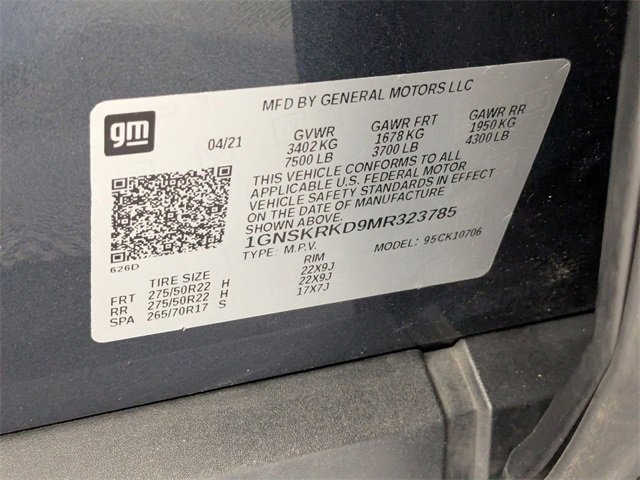 MFD BY GENERAL MOTORS LLC
gm
04/21 GVWR GAWR FRT GAWR RR
3402 KG 1678 KG 1950 KG
7500 LB 3700 LB 4300 LB
THIS VEHICLE CONFORMS TO ALL
APPLICABLE U.S. FEDERAL MOTOR
VEHICLE SAFETY STANDARDS IN EFFECT
ON THE DATE OF MANUFACTURE
SHOWN ABOVE.
1GNSKRKD9MR323785
TYPE: M.P.V. MODEL: 95CK10706
626D
TIRE SIZE RIM
FRT 275/50R22 H 22X9J
RR 275/50R22 H 22X9J
SPA 265/70R17 S 17X7J